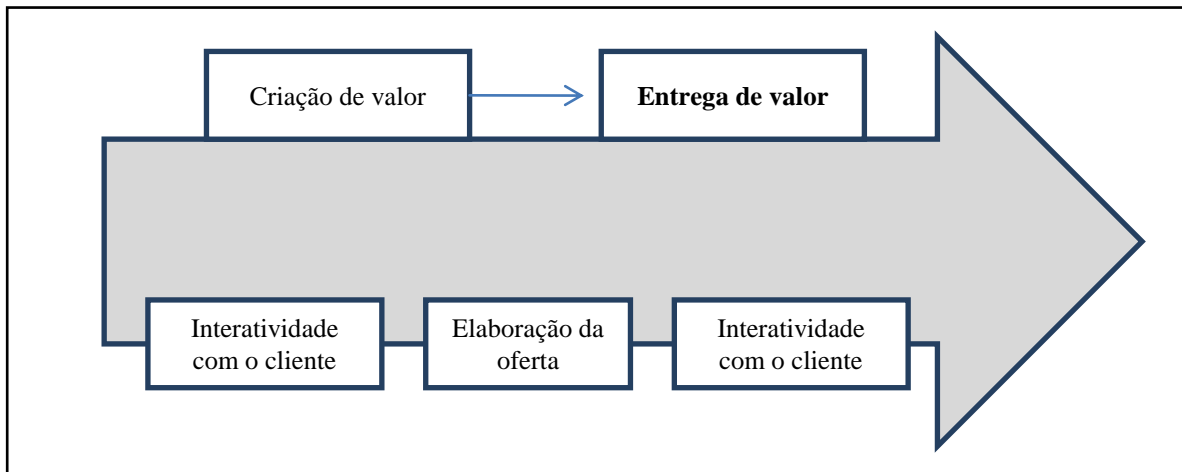 Criação de valor
Entrega de valor
Interatividade
com o cliente
Elaboração da
oferta
Interatividade
com o cliente